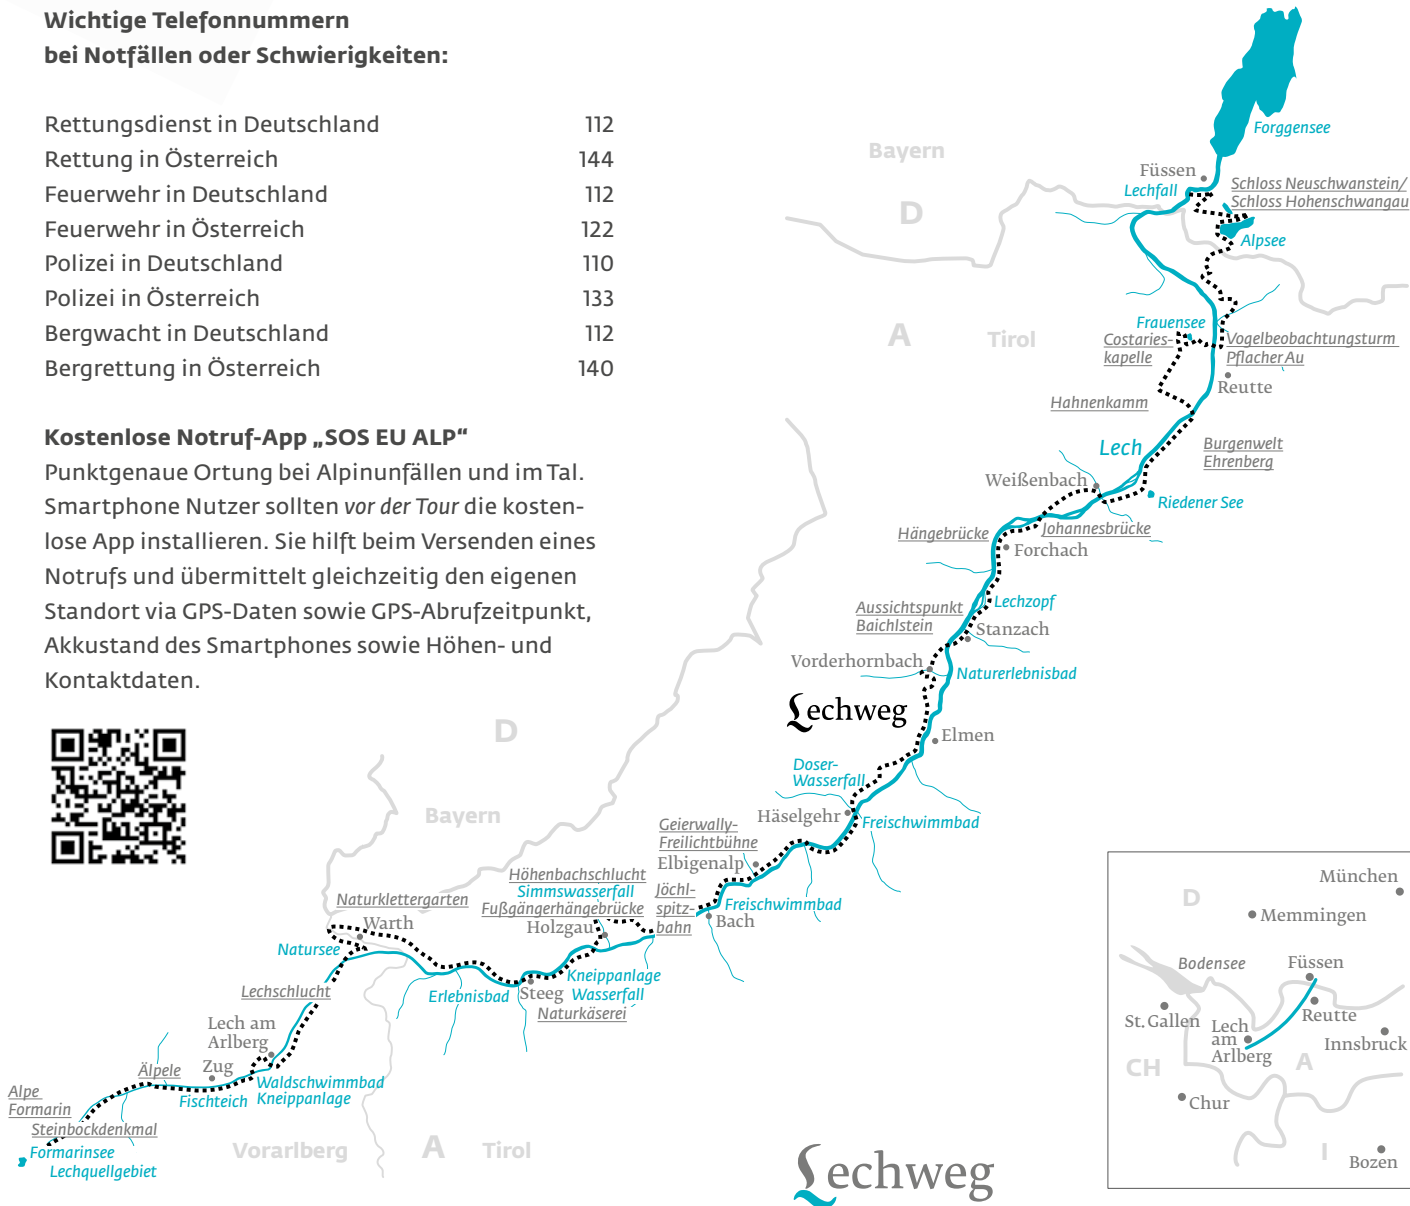 Wichtige Telefonnummern
bei Notfällen oder Schwierigkeiten:
Rettungsdienst in Deutschland 112
Rettung in Österreich 144
Feuerwehr in Deutschland 112
Feuerwehr in Österreich 122
Polizei in Deutschland 110
Polizei in Österreich 133
Bergwacht in Deutschland 112
Bergrettung in Österreich 140
Kostenlose Notruf-App „SOS EU ALP“
Punktgenaue Ortung bei Alpinunfällen und im Tal.
Smartphone Nutzer sollten vor der Tour die kosten-
lose App installieren. Sie hilft beim Versenden eines
Notrufs und übermittelt gleichzeitig den eigenen
Standort via GPS-Daten sowie GPS-Abrufzeitpunkt,
Akkustand des Smartphones sowie Höhen- und
Kontaktdaten.
Forggensee
Bayern
D
Füssen
Lechfall
Schloss Neuschwanstein/
Schloss Hohenschwangau
Alpsee
A
Tirol
Frauensee
Costaries-
kapelle
Vogelbeobachtungsturm
Pflacher Au
Reutte
Hahnenkamm
Lech
Burgenwelt
Ehrenberg
Weißenbach
Riedener See
Johannesbrücke
Hängebrücke
Forchach
Lechzopf
Aussichtspunkt
Baichlstein
Stanzach
Vorderhornbach
Naturerlebnisbad
Lechweg
Elmen
D
Bayern
Doser-
Wasserfall
Häselgehr
Freischwimmbad
Geierwally-
Freilichtbühne
Elbigenalp
Freischwimmbad
Bach
Jöchl-
spitz-
bahn
Höhenbachschlucht
Simmswasserfall
Fußgängerhängebrücke
Holzgau
Kneippanlage
Wasserfall
Steeg
Naturkäserei
Erlebnisbad
Naturklettergarten
Warth
Natursee
Lechschlucht
Lech am
Arlberg
Zug
Älpele
Waldschwimmbad
Kneippanlage
Fischteich
Alpe
Formarin
Steinbockdenkmal
Formarinsee
Lechquellgebiet
Vorarlberg
A
Tirol
Lechweg
München
D
Memmingen
Bodensee
Füssen
St. Gallen
Reutte
Lech
am
Arlberg
Innsbruck
CH
A
Chur
I
Bozen